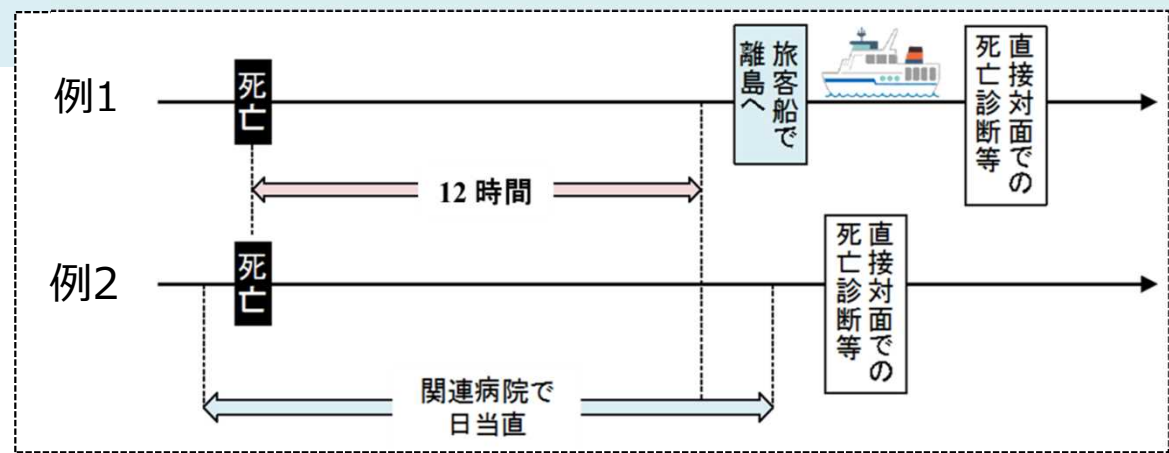 例1
死亡
旅客船で
離島へ
直接対面での
死亡診断等
12 時間
例2
死亡
直接対面での
死亡診断等
関連病院で
日当直